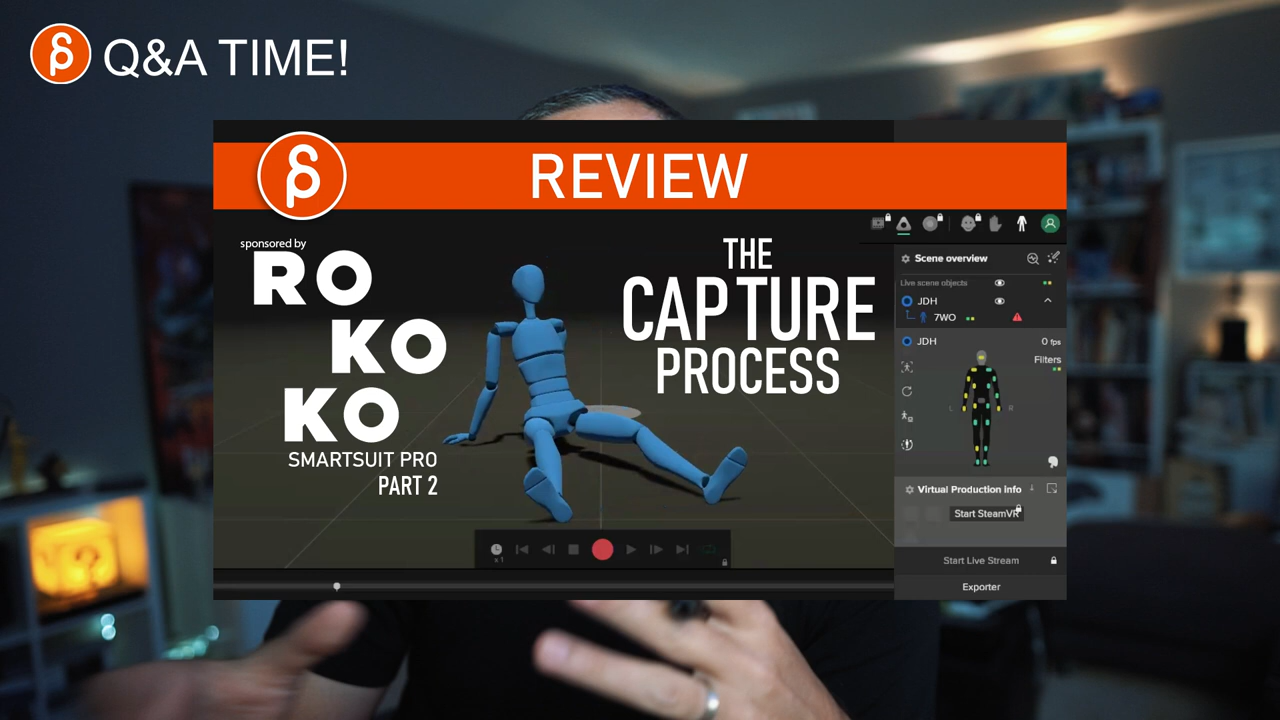 Q&A TIME!
REVIEW
sponsored by
RO
KO
KO
SMARTSUIT PRO
PART 2
THE
CAPTURE
PROCESS
Scene overview
Live scene objects
JDH
7WO
JDH
0 fps
Filters
L
R
Virtual Production info
Start SteamVR
Start Live Stream
Exporter
x 1